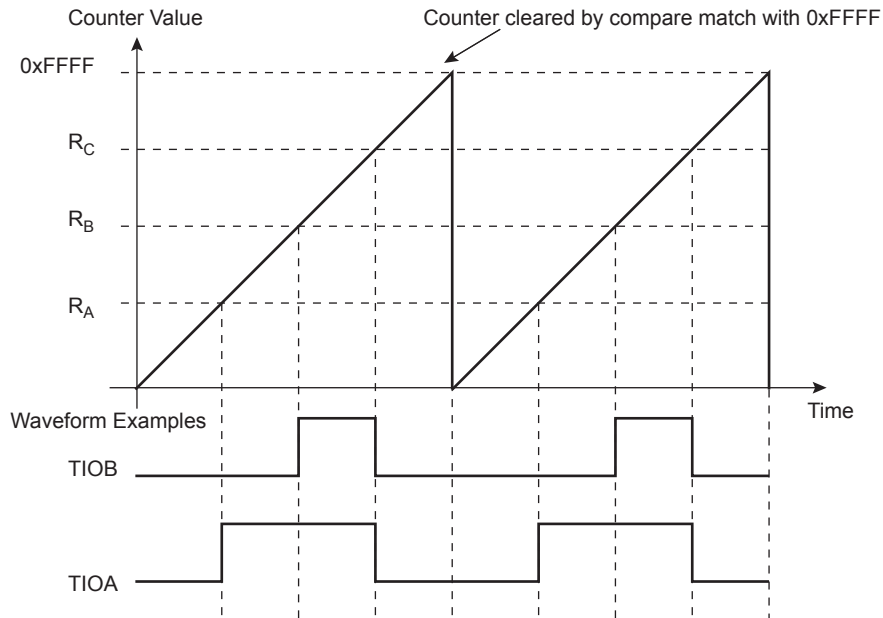 Counter Value
Counter cleared by compare match with 0xFFFF
0xFFFF
RC
RB
RA
Time
Waveform Examples
TIOB
TIOA